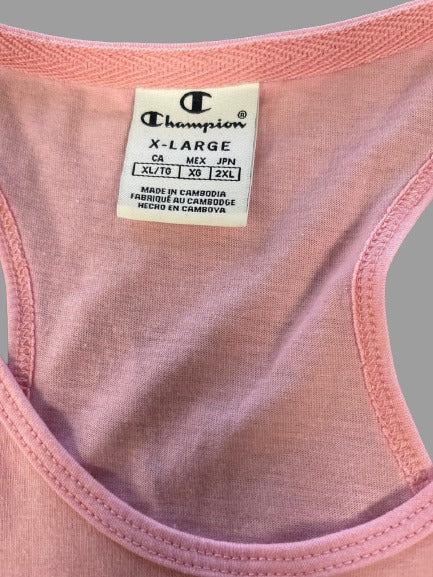 Champion®
X-LARGE
CA MEX JPN
XL/TG XG 2XL
MADE IN CAMBODIA
FABRIQUÉ AU CAMBODGE
HECHO EN CAMBOYA